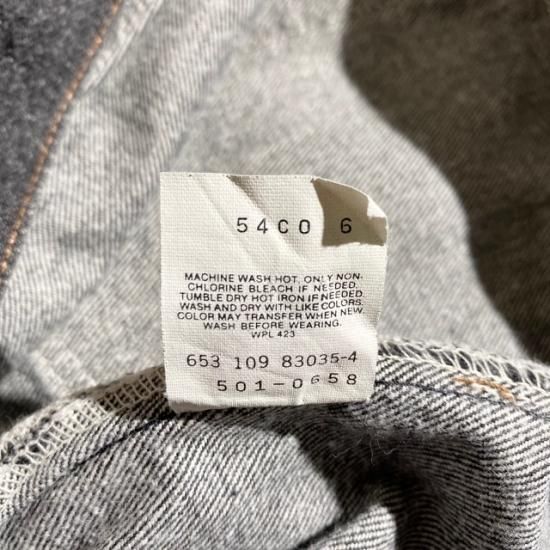 54CO 6
MACHINE WASH HOT, ONLY NON.
CHLORINE BLEACH IF NEEDED.
TUMBLE DRY HOT IRON IF NEEDED.
WASH AND DRY WITH LIKE COLORS.
COLOR MAY TRANSFER WHEN NEW.
WASH BEFORE WEARING.
WPL 423
653 109 83035-4
501-0658